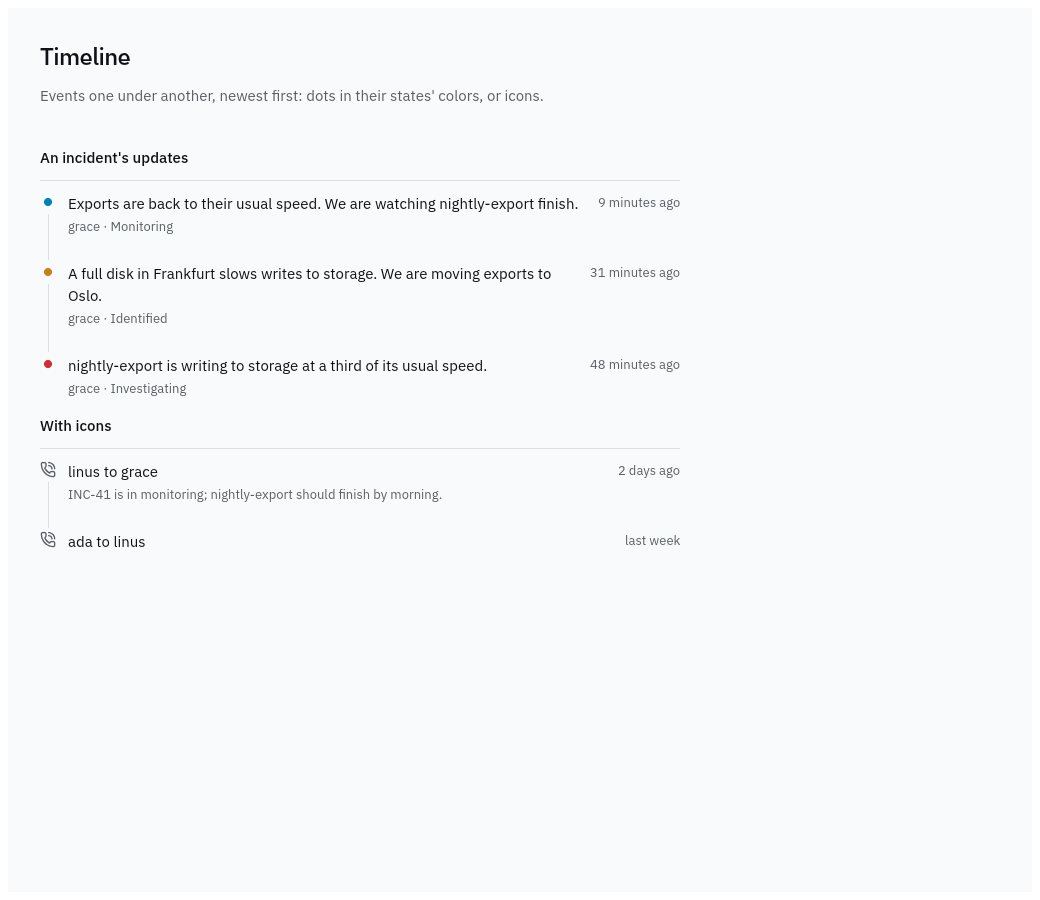 Timeline
Events one under another, newest first: dots in their states' colors, or icons.
An incident's updates
Exports are back to their usual speed. We are watching nightly-export finish. 9 minutes ago
grace · Monitoring
A full disk in Frankfurt slows writes to storage. We are moving exports to 31 minutes ago
Oslo.
grace · Identified
nightly-export is writing to storage at a third of its usual speed. 48 minutes ago
grace · Investigating
With icons
linus to grace 2 days ago
INC-41 is in monitoring; nightly-export should finish by morning.
ada to linus last week